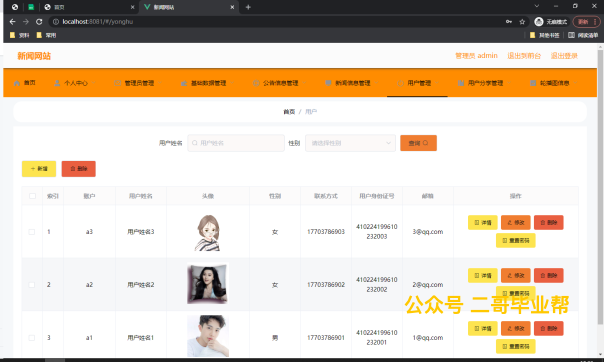 首页 新闻网站
localhost:8081/#/yonghu 无痕模式 更新
资料 常用 其他书签 阅读清单
新闻网站 管理员 admin 退出到前台 退出登录
首页 个人中心 管理员管理 基础数据管理 公告信息管理 新闻信息管理 用户管理 用户分享管理 轮播图信息
首页 / 用户
用户姓名 用户姓名 性别 请选择性别 查询
+ 新增 删除
索引 账户 用户姓名 头像 性别 联系方式 用户身份证号 邮箱 操作
1 a3 用户姓名3 女 17703786903 410224199610232003 3@qq.com 详情 修改 删除
重置密码
2 a2 用户姓名2 女 17703786902 410224199610232002 2@qq.com 详情 修改 删除
重置密码
公众号 二哥毕业帮
3 a1 用户姓名1 男 17703786901 410224199610232001 1@qq.com 详情 修改 删除
重置密码